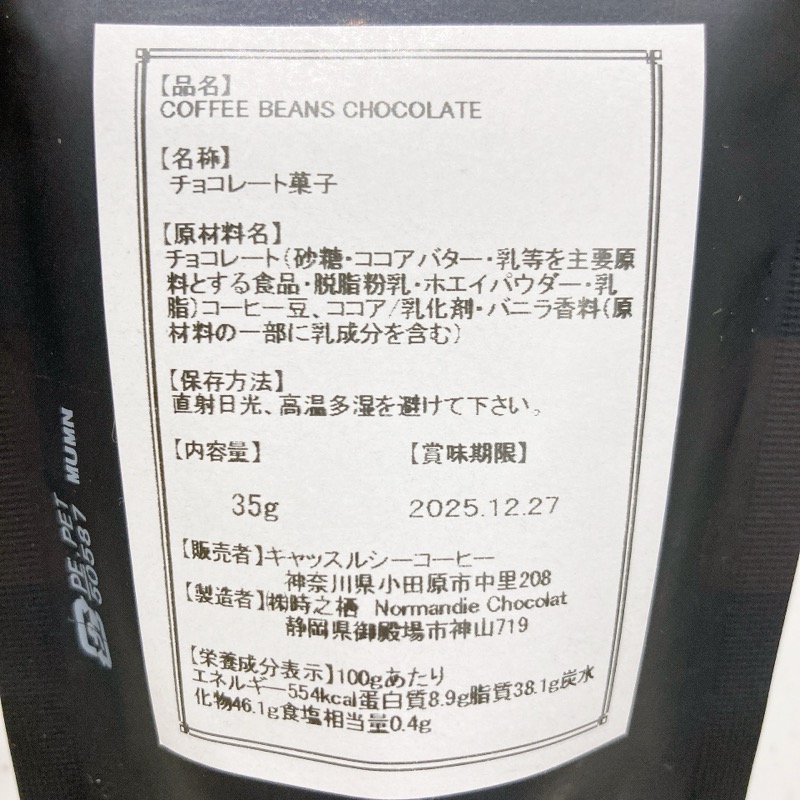 【品名】
COFFEE BEANS CHOCOLATE
【名称】
チョコレート菓子
【原材料名】
チョコレート(砂糖・ココアバター・乳等を主要原
料とする食品・脱脂粉乳・ホエイパウダー・乳
脂)コーヒー豆、ココア/乳化剤・バニラ香料(原
材料の一部に乳成分を含む)
【保存方法】
直射日光、高温多湿を避けて下さい。
【内容量】 【賞味期限】
35g 2025.12.27
【販売者】キャッスルシーコーヒー
神奈川県小田原市中里208
【製造者】㈱時之栖 Normandie Chocolat
静岡県御殿場市神山719
【栄養成分表示】100gあたり
エネルギー554kcal蛋白質8.9g脂質38.1g炭水
化物46.1g食塩相当量0.4g
PE・PET
50587 MUMN